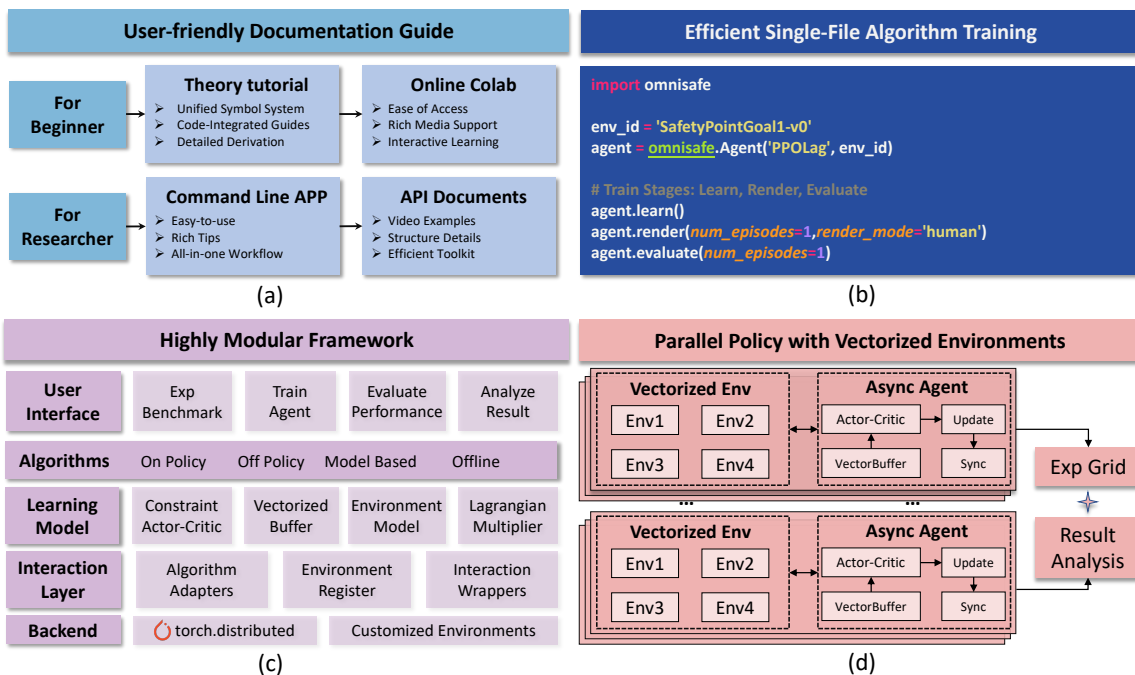 User-friendly Documentation Guide
For
Beginner
Theory tutorial
➢ Unified Symbol System
➢ Code-Integrated Guides
➢ Detailed Derivation
Online Colab
➢ Ease of Access
➢ Rich Media Support
➢ Interactive Learning
For
Researcher
Command Line APP
➢ Easy-to-use
➢ Rich Tips
➢ All-in-one Workflow
API Documents
➢ Video Examples
➢ Structure Details
➢ Efficient Toolkit
(a)
Efficient Single-File Algorithm Training
import omnisafe
env_id = 'SafetyPointGoal1-v0'
agent = omnisafe.Agent('PPOLag', env_id)
# Train Stages: Learn, Render, Evaluate
agent.learn()
agent.render(num_episodes=1,render_mode='human')
agent.evaluate(num_episodes=1)
(b)
Highly Modular Framework
User
Interface
Exp
Benchmark
Train
Agent
Evaluate
Performance
Analyze
Result
Algorithms
On Policy
Off Policy
Model Based
Offline
Learning
Model
Constraint
Actor-Critic
Vectorized
Buffer
Environment
Model
Lagrangian
Multiplier
Interaction
Layer
Algorithm
Adapters
Environment
Register
Interaction
Wrappers
Backend
torch.distributed
Customized Environments
(c)
Parallel Policy with Vectorized Environments
Vectorized Env
Env1
Env2
Env3
Env4
Async Agent
Actor-Critic
Update
VectorBuffer
Sync
...
...
Vectorized Env
Env1
Env2
Env3
Env4
Async Agent
Actor-Critic
Update
VectorBuffer
Sync
Exp Grid
Result
Analysis
(d)